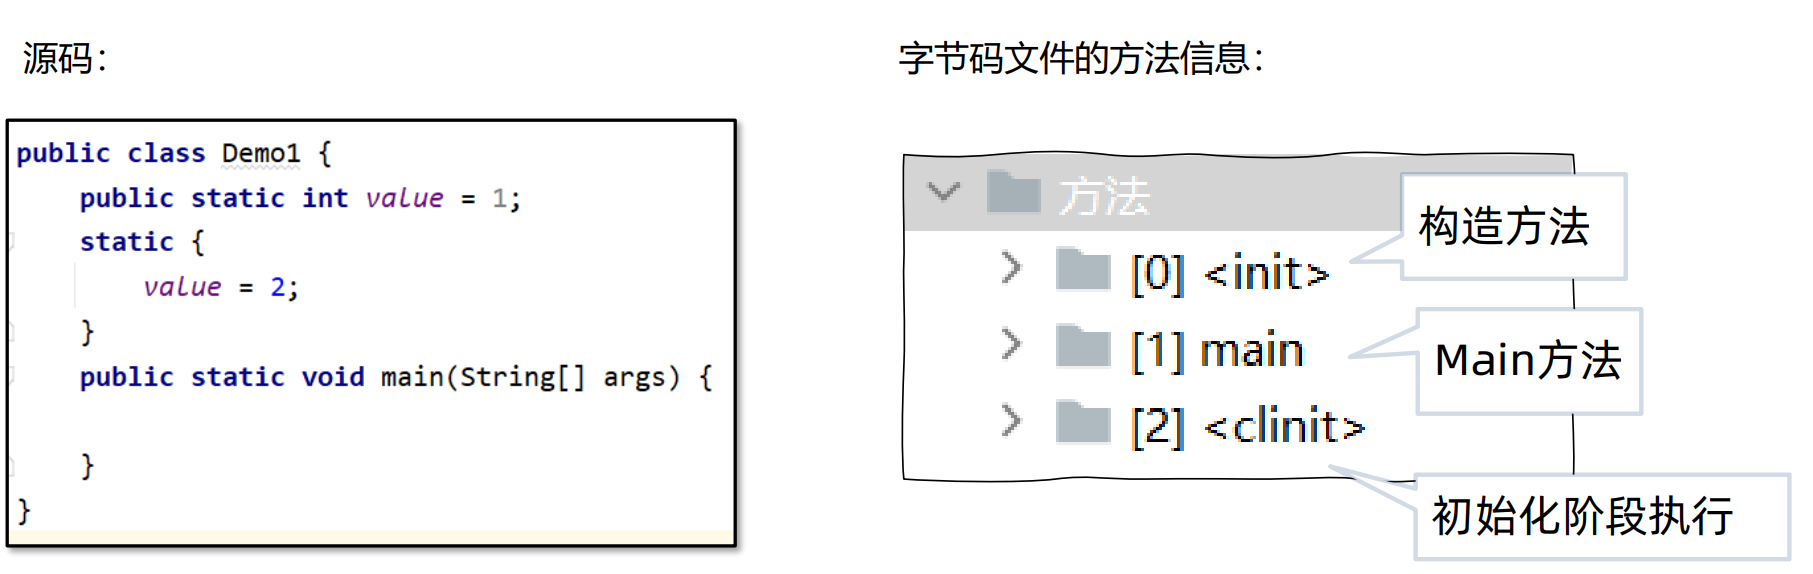 源码：
public class Demo1 {
    public static int value = 1;
    static {
        value = 2;
    }
    public static void main(String[] args) {

    }
}
字节码文件的方法信息：
方法
[0] <init>
构造方法
[1] main
Main方法
[2] <clinit>
初始化阶段执行